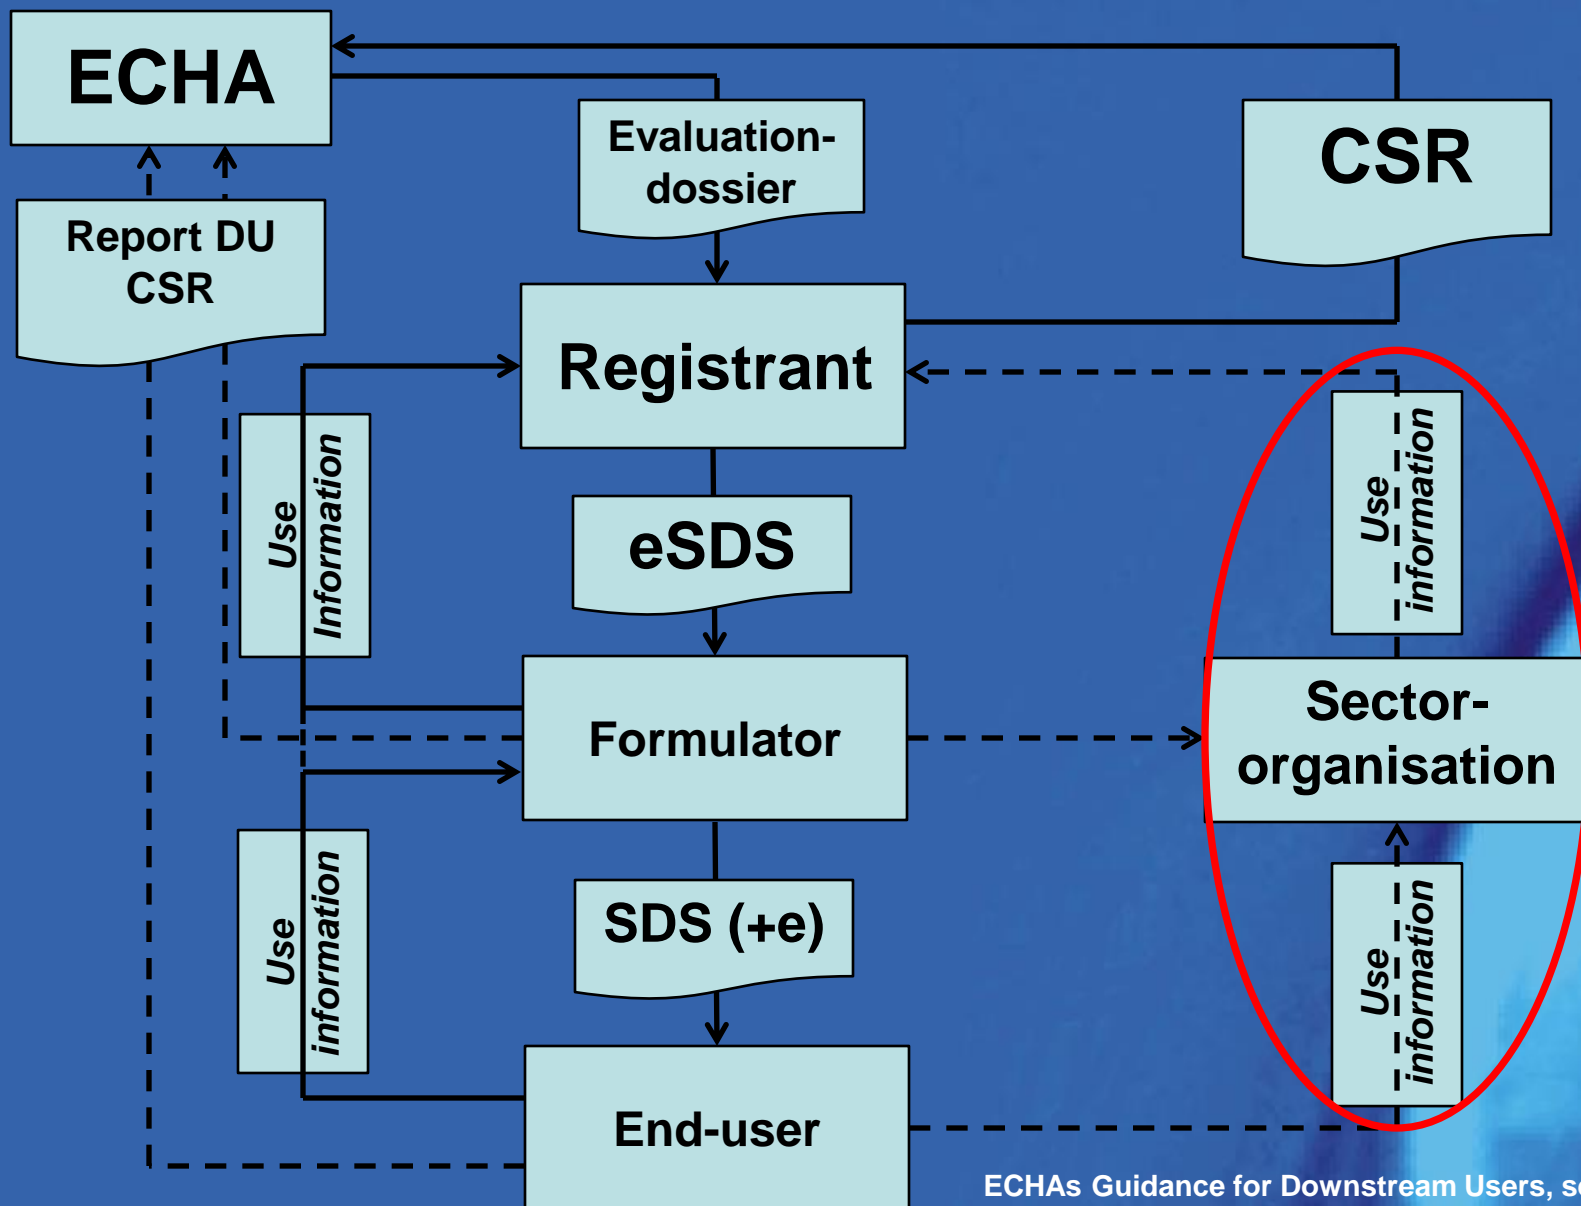 ECHA
Evaluation-
dossier
CSR
Report DU
CSR
Registrant
Use
Information
Use
information
eSDS
Formulator
Sector-
organisation
Use
information
SDS (+e)
Use
information
End-user
ECHAs Guidance for Downstream Users,